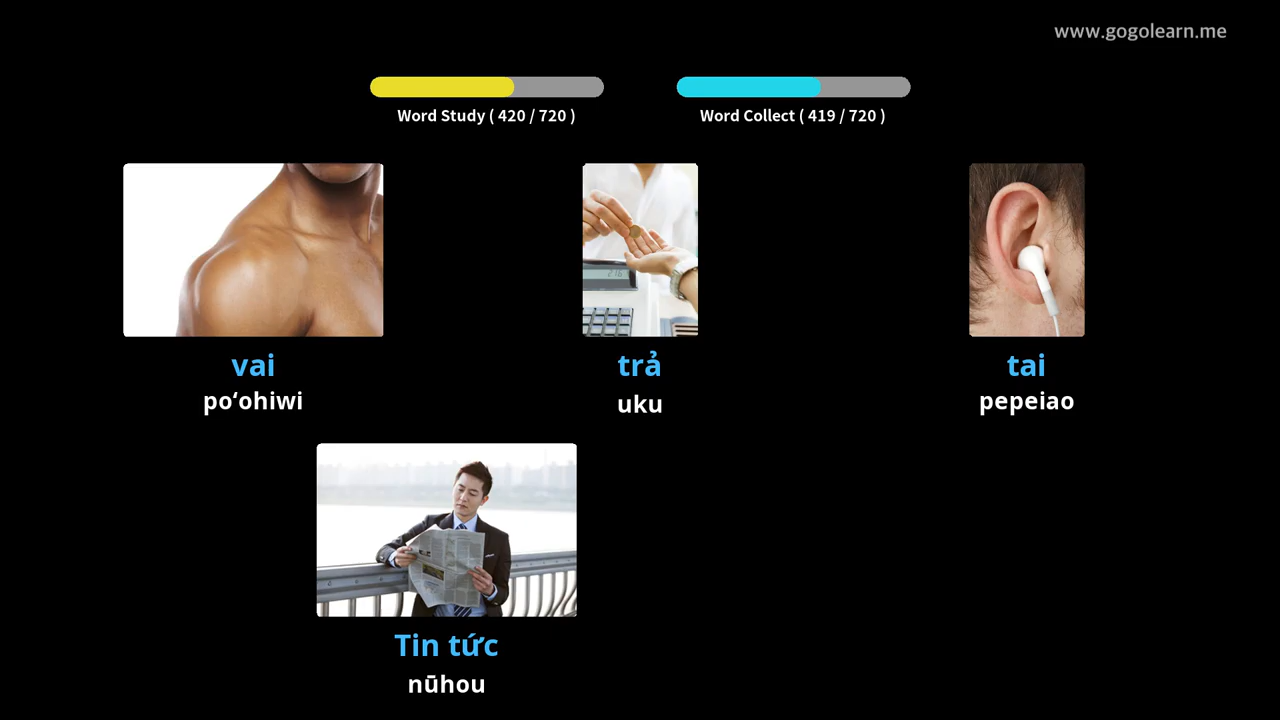 www.gogolearn.me
Word Study ( 420 / 720 )
Word Collect ( 419 / 720 )
vai
poʻohiwi
trả
uku
tai
pepeiao
Tin tức
nūhou